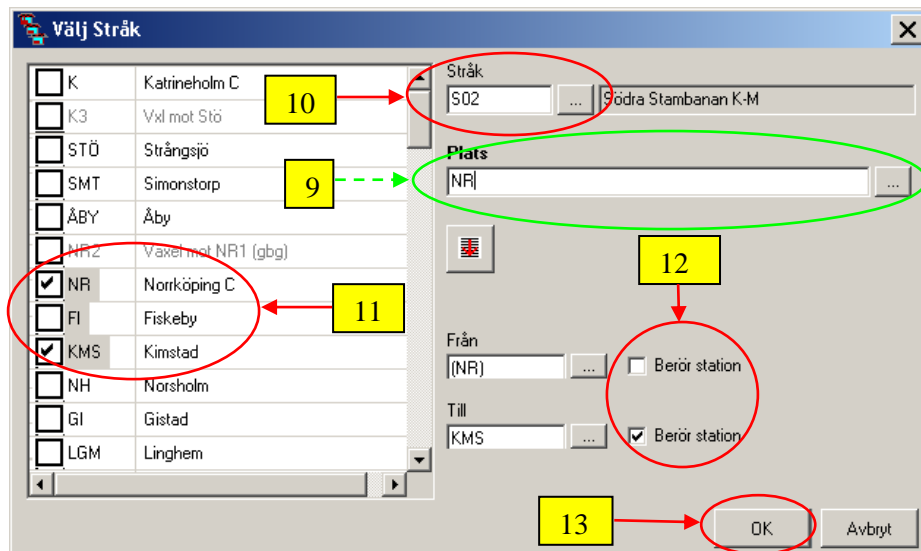 Välj Stråk
K Katrineholm C
K3 Vxl mot Stö
STÖ Strångsjö
SMT Simonstorp
ÅBY Åby
NR2 Växel mot NR1 (gbg)
NR Norrköping C
FI Fiskeby
KMS Kimstad
NH Norsholm
GI Gistad
LGM Linghem
10
9
11
Stråk
S02 ... Södra Stambanan K-M
Plats
NR ...
12
Från
(NR) ... Berör station
Till
KMS ... Berör station
13
OK Avbryt